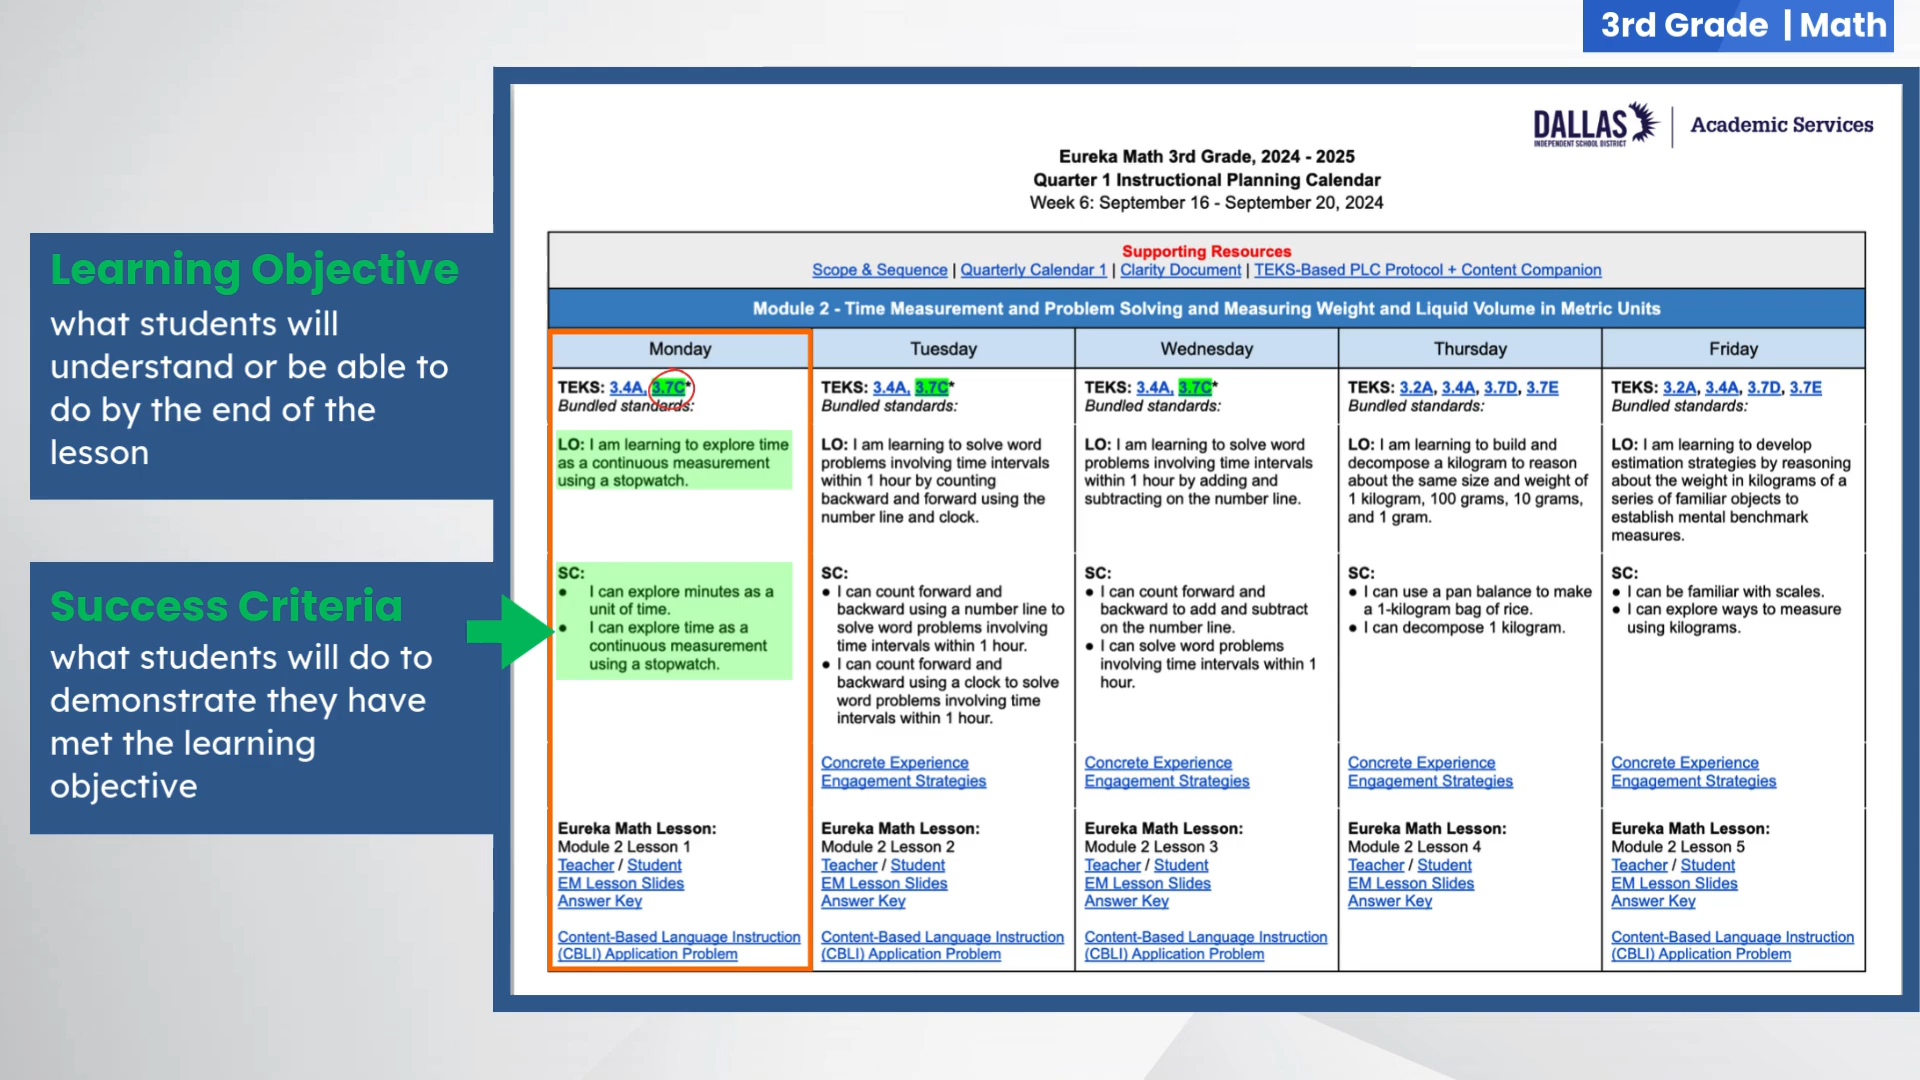 3rd Grade | Math
DALLAS
INDEPENDENT SCHOOL DISTRICT
Academic Services
Eureka Math 3rd Grade, 2024 - 2025
Quarter 1 Instructional Planning Calendar
Week 6: September 16 - September 20, 2024
Learning Objective
what students will
understand or be able to
do by the end of the
lesson
Success Criteria
what students will do to
demonstrate they have
met the learning
objective
Supporting Resources
Scope & Sequence | Quarterly Calendar 1 | Clarity Document | TEKS-Based PLC Protocol + Content Companion
Module 2 - Time Measurement and Problem Solving and Measuring Weight and Liquid Volume in Metric Units
Monday
TEKS: 3.4A, 3.7C*
Bundled standards:
LO: I am learning to explore time
as a continuous measurement
using a stopwatch.
SC:
● I can explore minutes as a
unit of time.
● I can explore time as a
continuous measurement
using a stopwatch.
Eureka Math Lesson:
Module 2 Lesson 1
Teacher / Student
EM Lesson Slides
Answer Key
Content-Based Language Instruction
(CBLI) Application Problem
Tuesday
TEKS: 3.4A, 3.7C*
Bundled standards:
LO: I am learning to solve word
problems involving time intervals
within 1 hour by counting
backward and forward using the
number line and clock.
SC:
● I can count forward and
backward using a number line to
solve word problems involving
time intervals within 1 hour.
● I can count forward and
backward using a clock to solve
word problems involving time
intervals within 1 hour.
Concrete Experience
Engagement Strategies
Eureka Math Lesson:
Module 2 Lesson 2
Teacher / Student
EM Lesson Slides
Answer Key
Content-Based Language Instruction
(CBLI) Application Problem
Wednesday
TEKS: 3.4A, 3.7C*
Bundled standards:
LO: I am learning to solve word
problems involving time intervals
within 1 hour by adding and
subtracting on the number line.
SC:
● I can count forward and
backward to add and subtract
on the number line.
● I can solve word problems
involving time intervals within 1
hour.
Concrete Experience
Engagement Strategies
Eureka Math Lesson:
Module 2 Lesson 3
Teacher / Student
EM Lesson Slides
Answer Key
Content-Based Language Instruction
(CBLI) Application Problem
Thursday
TEKS: 3.2A, 3.4A, 3.7D, 3.7E
Bundled standards:
LO: I am learning to build and
decompose a kilogram to reason
about the same size and weight of
1 kilogram, 100 grams, 10 grams,
and 1 gram.
SC:
● I can use a pan balance to make
a 1-kilogram bag of rice.
● I can decompose 1 kilogram.
Concrete Experience
Engagement Strategies
Eureka Math Lesson:
Module 2 Lesson 4
Teacher / Student
EM Lesson Slides
Answer Key
Friday
TEKS: 3.2A, 3.4A, 3.7D, 3.7E
Bundled standards:
LO: I am learning to develop
estimation strategies by reasoning
about the weight in kilograms of a
series of familiar objects to
establish mental benchmark
measures.
SC:
● I can be familiar with scales.
● I can explore ways to measure
using kilograms.
Concrete Experience
Engagement Strategies
Eureka Math Lesson:
Module 2 Lesson 5
Teacher / Student
EM Lesson Slides
Answer Key
Content-Based Language Instruction
(CBLI) Application Problem